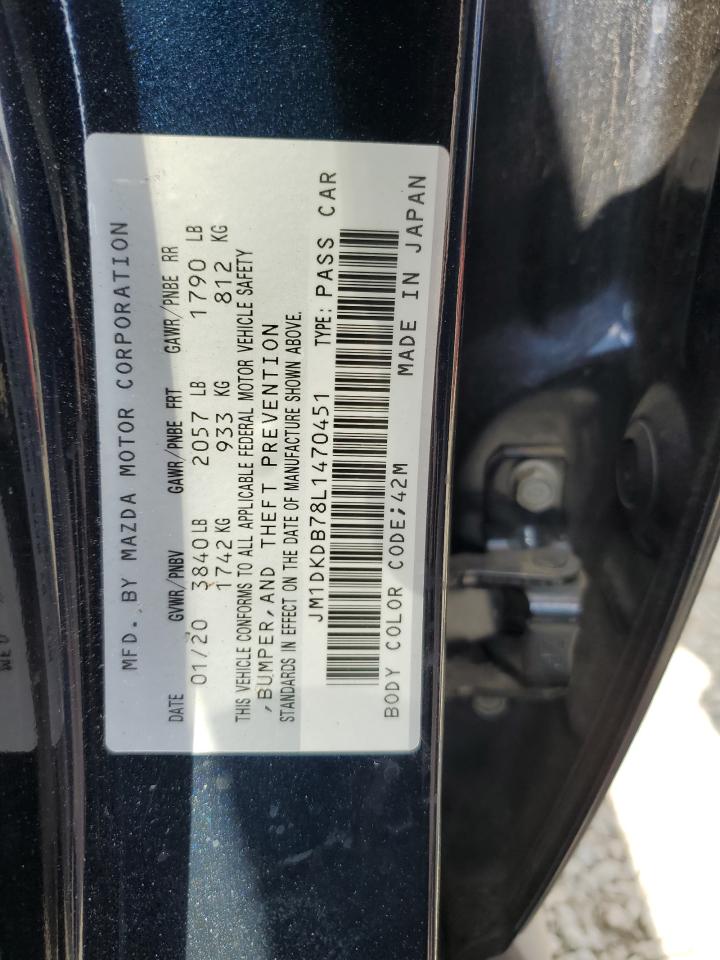 MFD. BY MAZDA MOTOR CORPORATION
DATE GVWR/PNBV GAWR/PNBE FRT GAWR/PNBE RR
01/20 3840 LB 2057 LB 1790 LB
1742 KG 933 KG 812 KG
THIS VEHICLE CONFORMS TO ALL APPLICABLE FEDERAL MOTOR VEHICLE SAFETY
,BUMPER,AND THEFT PREVENTION
STANDARDS IN EFFECT ON THE DATE OF MANUFACTURE SHOWN ABOVE.
JM1DKDB78L1470451 TYPE: PASS CAR
BODY COLOR CODE;42M MADE IN JAPAN